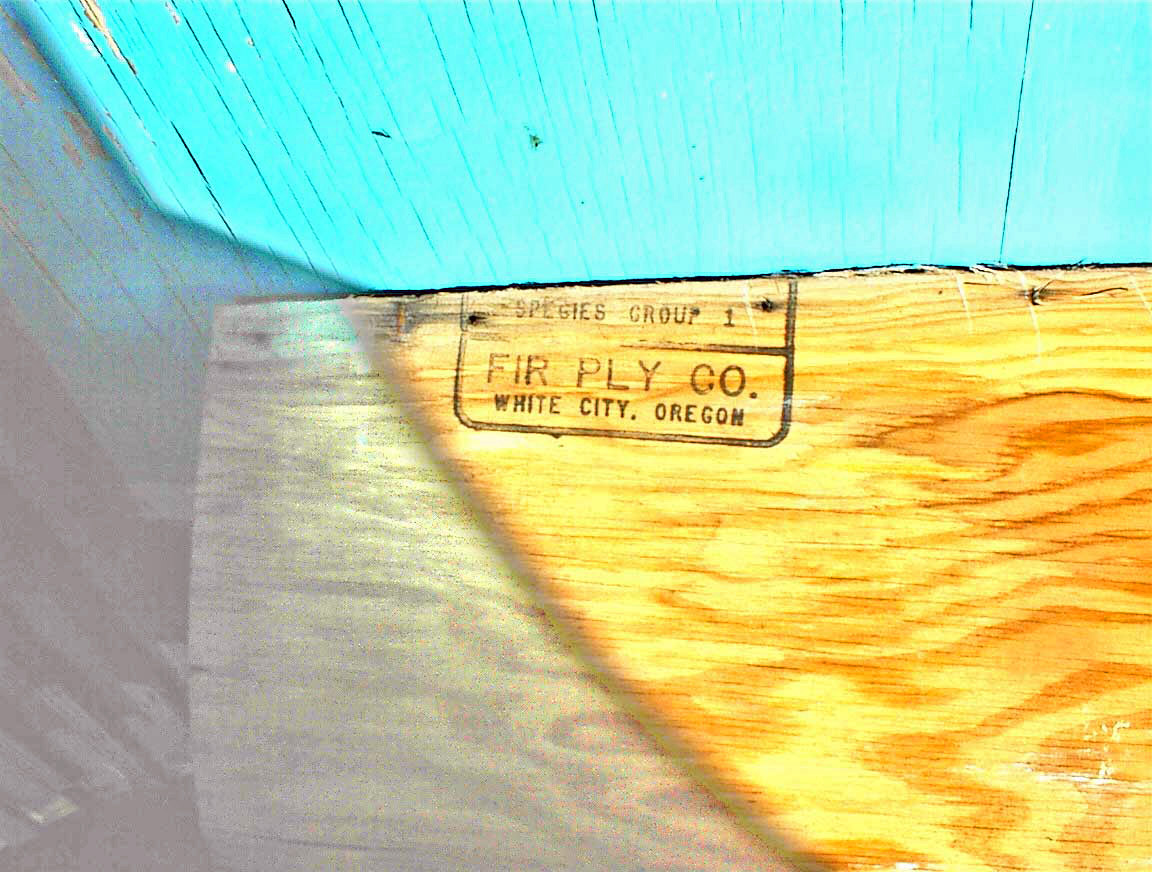 SPECIES GROUP 1
FIR PLY CO.
WHITE CITY, OREGON